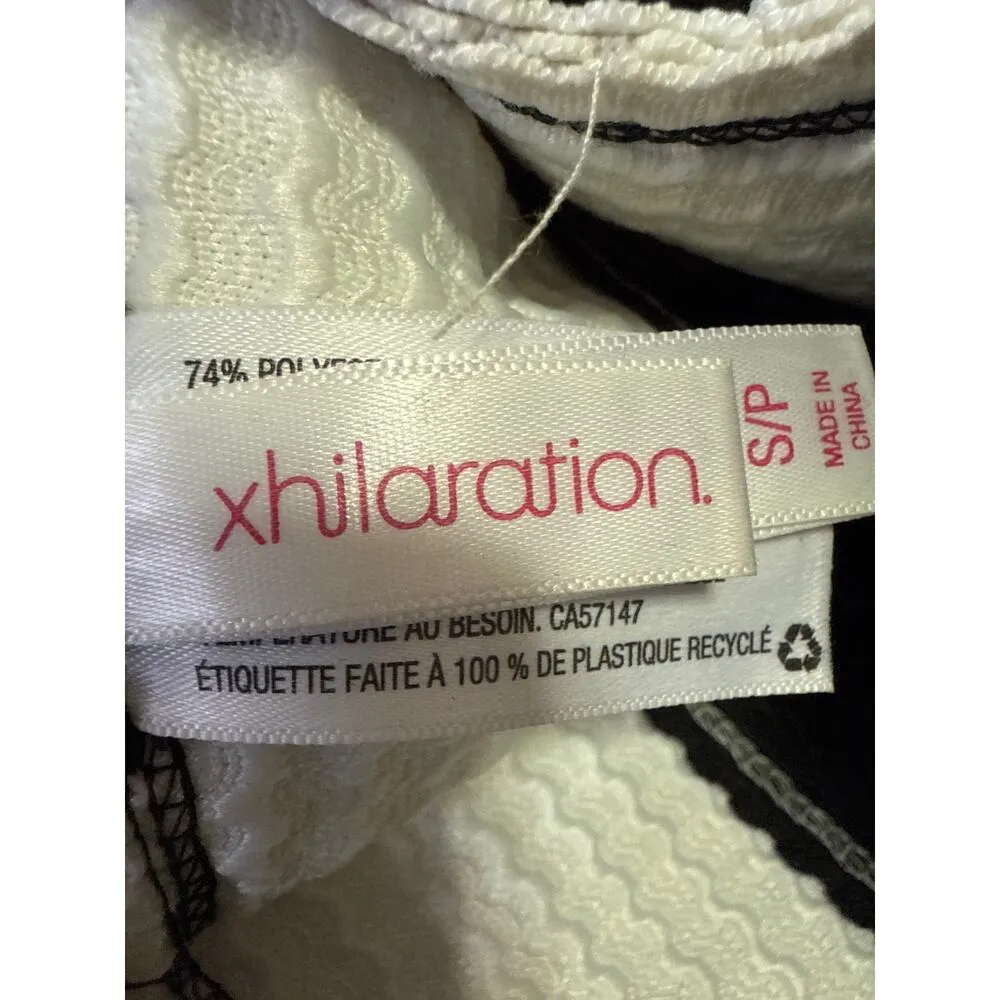 74%
xhilaration.
S/P
MADE IN
CHINA
AU BESOIN. CA57147
ÉTIQUETTE FAITE À 100 % DE PLASTIQUE RECYCLÉ